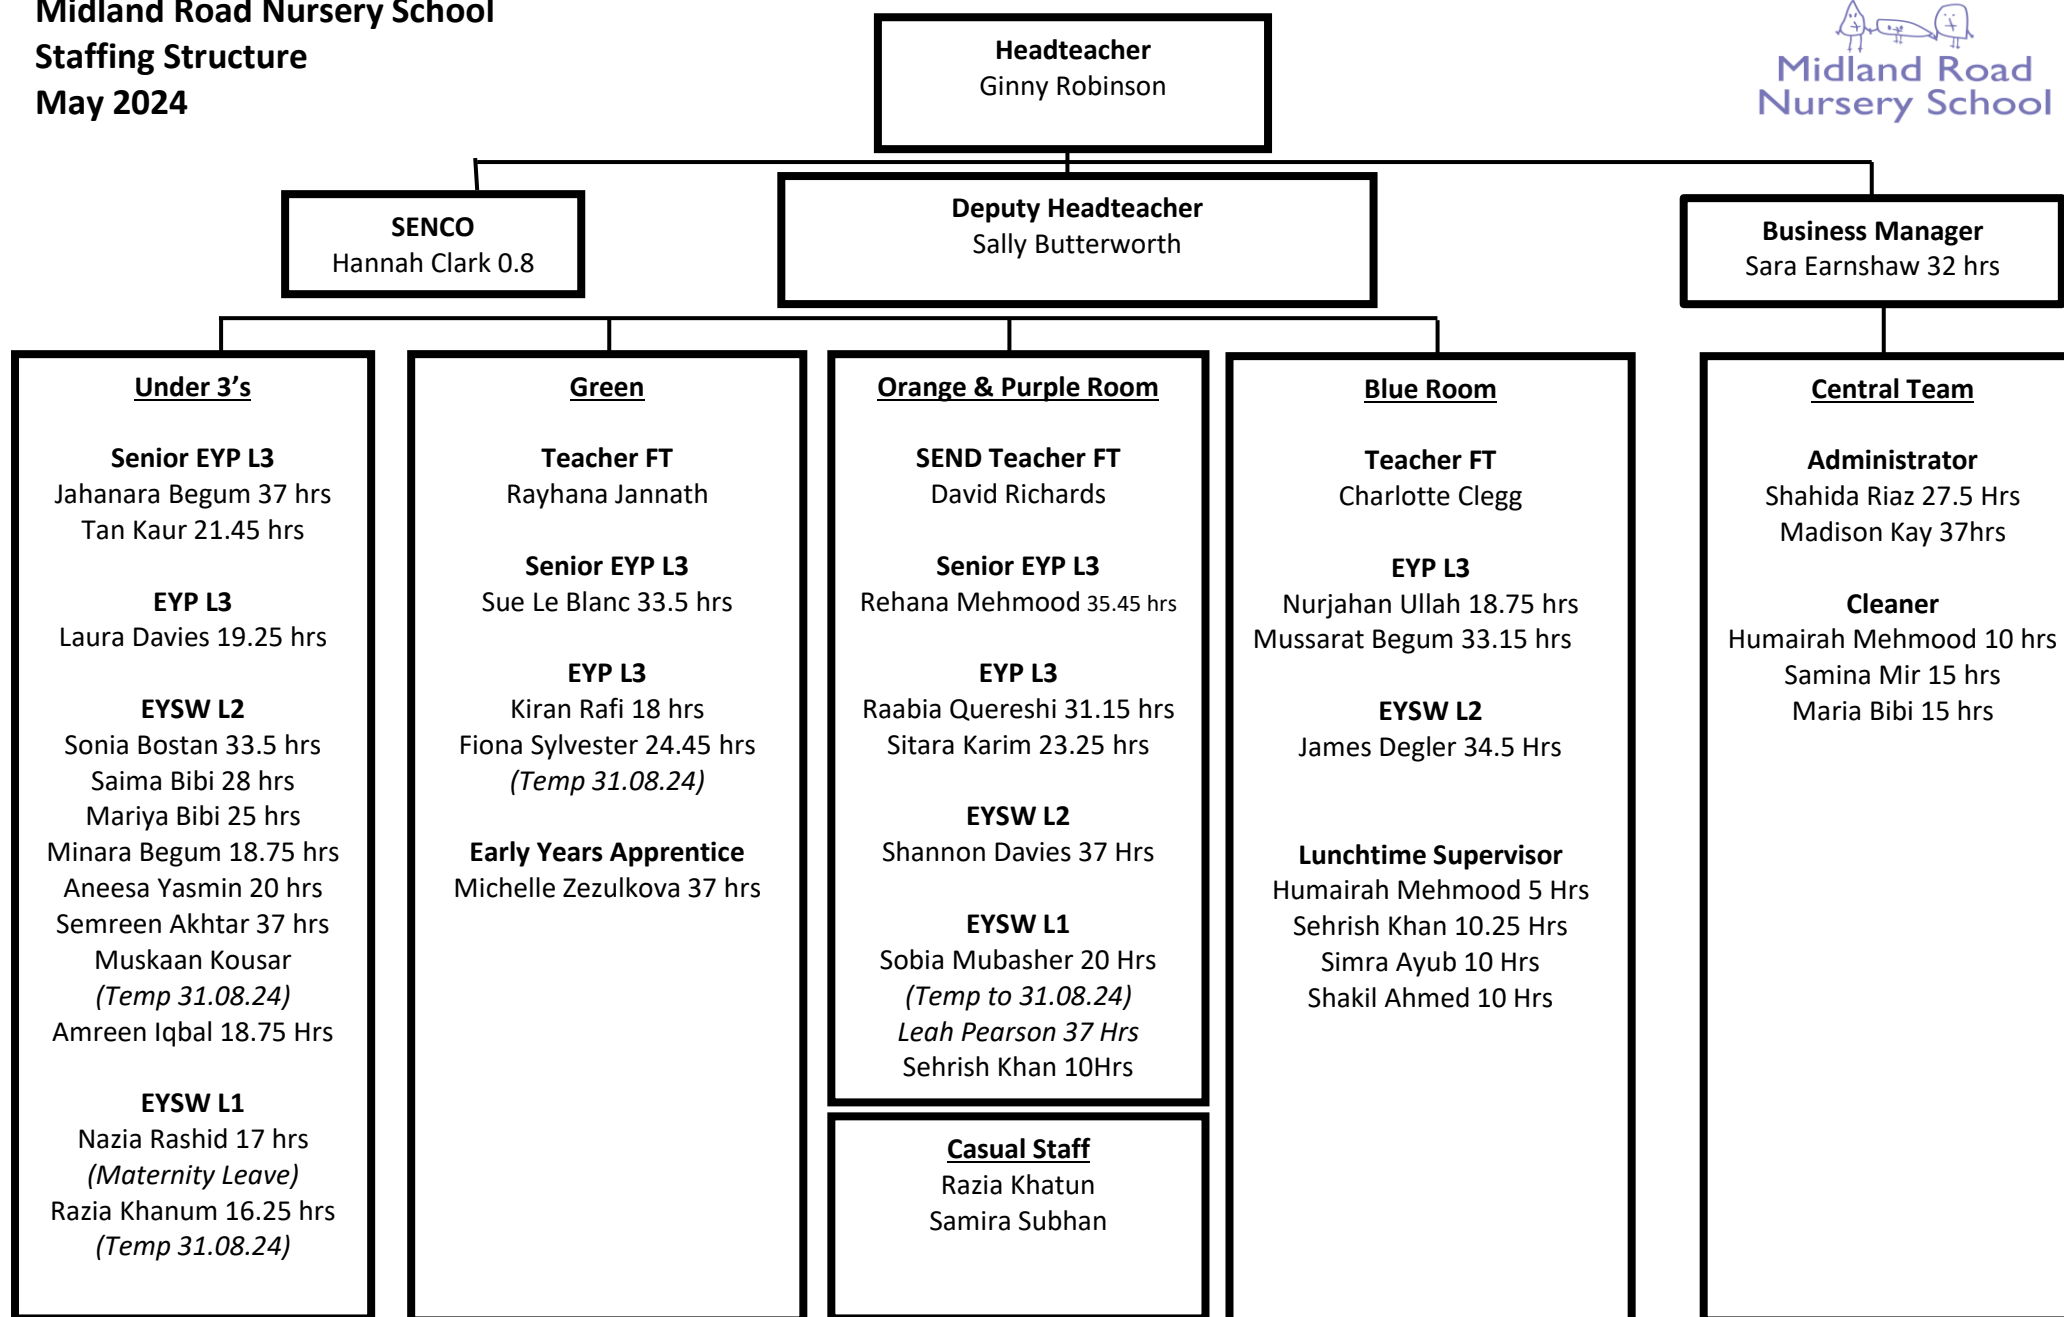 Midland Road Nursery School
Staffing Structure
May 2024
Headteacher
Ginny Robinson
Midland Road
Nursery School
SENCO
Hannah Clark 0.8
Deputy Headteacher
Sally Butterworth
Business Manager
Sara Earnshaw 32 hrs
Under 3’s
Senior EYP L3
Jahanara Begum 37 hrs
Tan Kaur 21.45 hrs
EYP L3
Laura Davies 19.25 hrs
EYSW L2
Sonia Bostan 33.5 hrs
Saima Bibi 28 hrs
Mariya Bibi 25 hrs
Minara Begum 18.75 hrs
Aneesa Yasmin 20 hrs
Semreen Akhtar 37 hrs
Muskaan Kousar
(Temp 31.08.24)
Amreen Iqbal 18.75 Hrs
EYSW L1
Nazia Rashid 17 hrs
(Maternity Leave)
Razia Khanum 16.25 hrs
(Temp 31.08.24)
Green
Teacher FT
Rayhana Jannath
Senior EYP L3
Sue Le Blanc 33.5 hrs
EYP L3
Kiran Rafi 18 hrs
Fiona Sylvester 24.45 hrs
(Temp 31.08.24)
Early Years Apprentice
Michelle Zezulkova 37 hrs
Orange & Purple Room
SEND Teacher FT
David Richards
Senior EYP L3
Rehana Mehmood 35.45 hrs
EYP L3
Raabia Quereshi 31.15 hrs
Sitara Karim 23.25 hrs
EYSW L2
Shannon Davies 37 Hrs
EYSW L1
Sobia Mubasher 20 Hrs
(Temp to 31.08.24)
Leah Pearson 37 Hrs
Sehrish Khan 10Hrs
Casual Staff
Razia Khatun
Samira Subhan
Blue Room
Teacher FT
Charlotte Clegg
EYP L3
Nurjahan Ullah 18.75 hrs
Mussarat Begum 33.15 hrs
EYSW L2
James Degler 34.5 Hrs
Lunchtime Supervisor
Humairah Mehmood 5 Hrs
Sehrish Khan 10.25 Hrs
Simra Ayub 10 Hrs
Shakil Ahmed 10 Hrs
Central Team
Administrator
Shahida Riaz 27.5 Hrs
Madison Kay 37hrs
Cleaner
Humairah Mehmood 10 hrs
Samina Mir 15 hrs
Maria Bibi 15 hrs